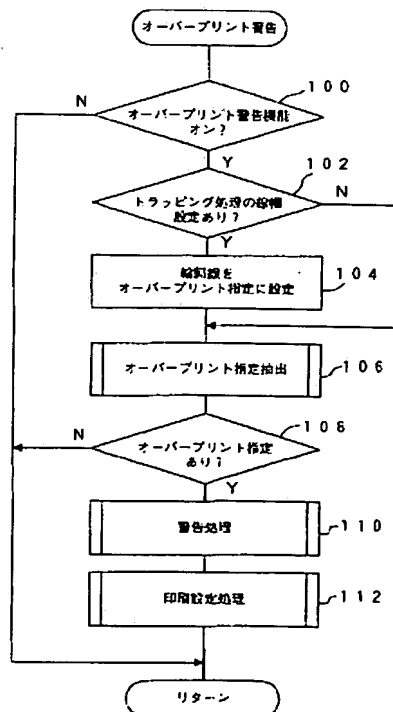 オーバープリント警告
100
N
オーバープリント警告機能
オン?
Y
102
トラッピング処理の線幅
設定あり?
N
Y
輪郭線を
オーバープリント指定に設定
104
オーバープリント指定抽出
106
108
N
オーバープリント指定
あり?
Y
警告処理
110
印刷設定処理
112
リターン